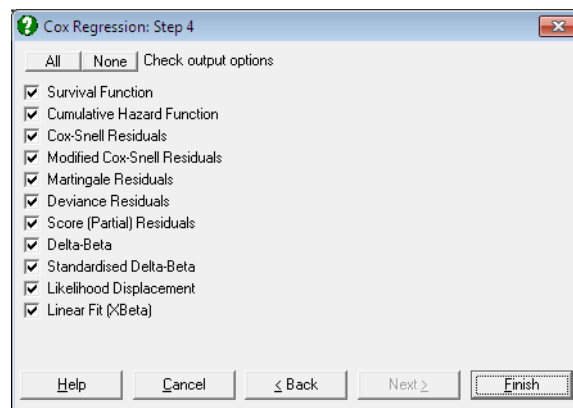 Cox Regression: Step 4
All None Check output options
Survival Function
Cumulative Hazard Function
Cox-Snell Residuals
Modified Cox-Snell Residuals
Martingale Residuals
Deviance Residuals
Score (Partial) Residuals
Delta-Beta
Standardised Delta-Beta
Likelihood Displacement
Linear Fit (XBeta)
Help Cancel < Back Next > Finish